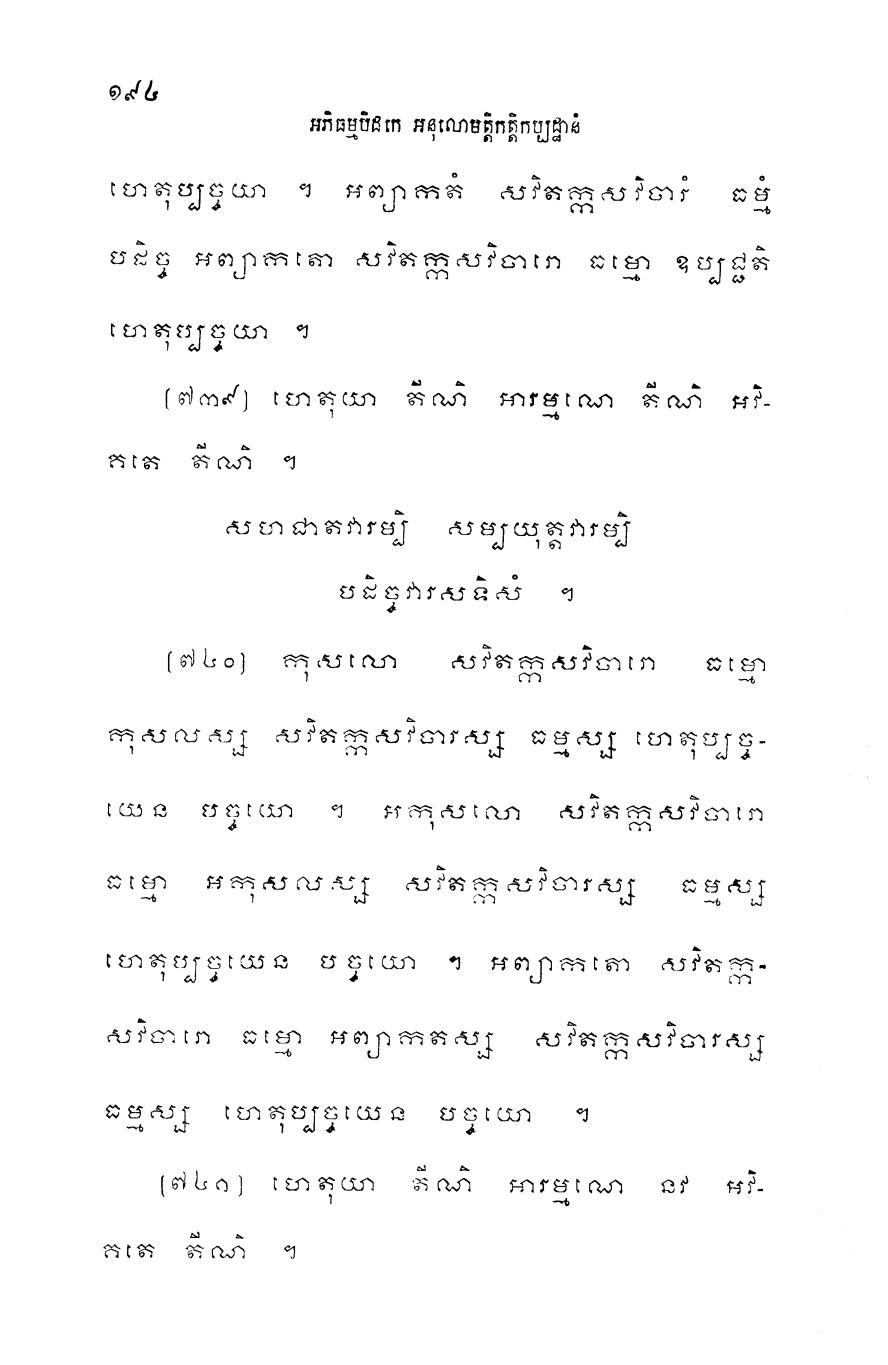 ១៩៤
អភិធម្មបិដកេ អនុលោមត្តិកត្តិកប្បដ្ឋានំ
ហេតុប្បច្ចយា ។ អព្យាកតំ សវិតក្កសវិចារំ ធម្មំ
បដិច្ច អព្យាកតោ សវិតក្កសវិចារោ ធម្មោ ឧប្បជ្ជតិ
ហេតុប្បច្ចយា ។
(៧៣៩) ហេតុយា តីណិ អារម្មណេ តីណិ អវិ-
គតេ តីណិ ។
សហជាតវារម្បិ សម្បយុត្តវារម្បិ
បដិច្ចវារសទិសំ ។
(៧៤០) កុសលោ សវិតក្កសវិចារោ ធម្មោ
កុសលស្ស សវិតក្កសវិចារស្ស ធម្មស្ស ហេតុប្បច្ច-
យេន បច្ចយោ ។ អកុសលោ សវិតក្កសវិចារោ
ធម្មោ អកុសលស្ស សវិតក្កសវិចារស្ស ធម្មស្ស
ហេតុប្បច្ចយេន បច្ចយោ ។ អព្យាកតោ សវិតក្ក-
សវិចារោ ធម្មោ អព្យាកតស្ស សវិតក្កសវិចារស្ស
ធម្មស្ស ហេតុប្បច្ចយេន បច្ចយោ ។
(៧៤១) ហេតុយា តីណិ អារម្មណេ នវ អវិ-
គតេ តីណិ ។